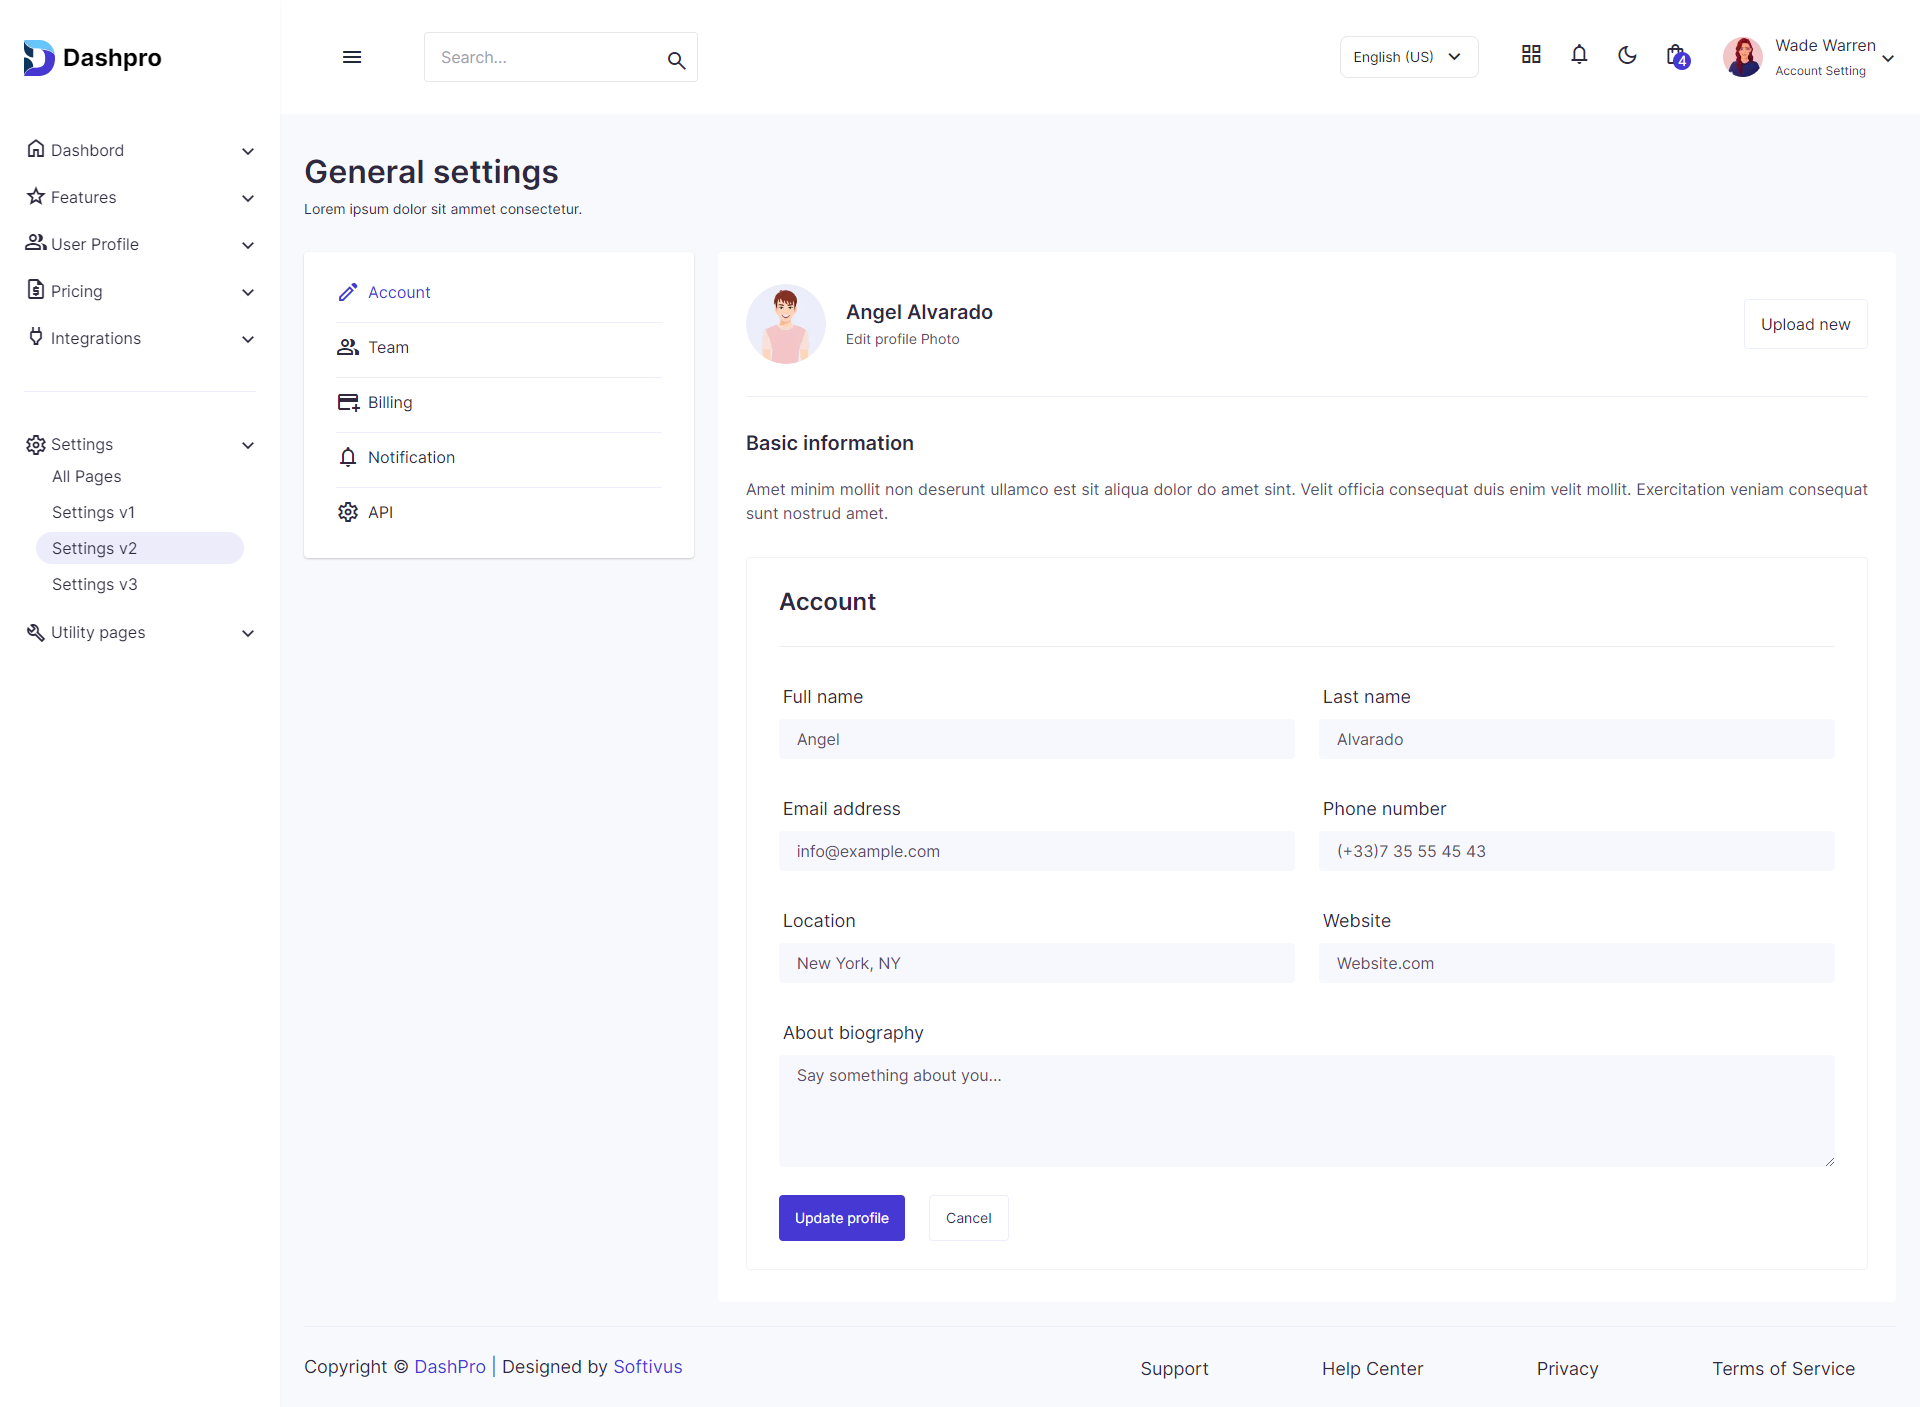 Dashpro
Search...
English (US)
4
Wade Warren
Account Setting
Dashbord
Features
User Profile
Pricing
Integrations
Settings
All Pages
Settings v1
Settings v2
Settings v3
Utility pages
General settings
Lorem ipsum dolor sit ammet consectetur.
Account
Team
Billing
Notification
API
Angel Alvarado
Edit profile Photo
Upload new
Basic information
Amet minim mollit non deserunt ullamco est sit aliqua dolor do amet sint. Velit officia consequat duis enim velit mollit. Exercitation veniam consequat
sunt nostrud amet.
Account
Full name
Last name
Angel
Alvarado
Email address
Phone number
info@example.com
(+33)7 35 55 45 43
Location
Website
New York, NY
Website.com
About biography
Say something about you...
Update profile
Cancel
Copyright © DashPro | Designed by Softivus
Support
Help Center
Privacy
Terms of Service